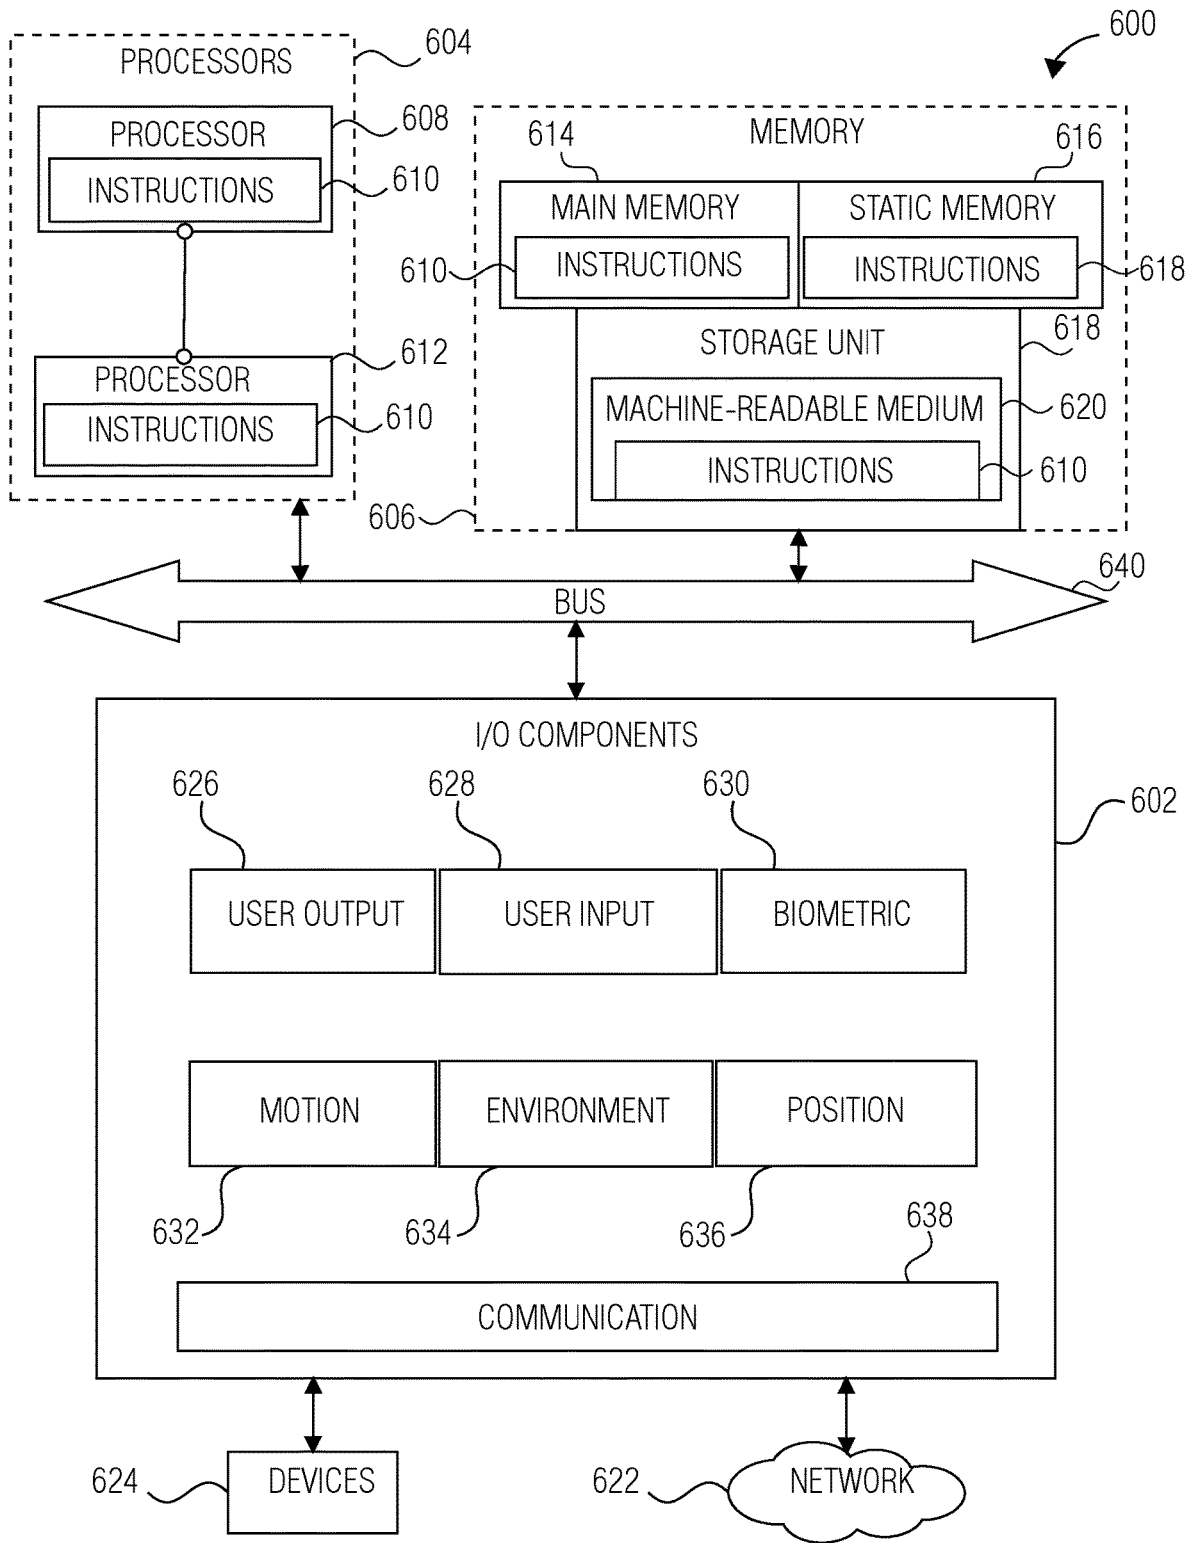 600
604
PROCESSORS
608
PROCESSOR
INSTRUCTIONS
610
612
PROCESSOR
INSTRUCTIONS
610
MEMORY
614
616
MAIN MEMORY
STATIC MEMORY
610
INSTRUCTIONS
INSTRUCTIONS
618
STORAGE UNIT
618
MACHINE-READABLE MEDIUM
620
INSTRUCTIONS
610
606
640
BUS
I/O COMPONENTS
602
626
628
630
USER OUTPUT
USER INPUT
BIOMETRIC
MOTION
ENVIRONMENT
POSITION
632
634
636
638
COMMUNICATION
624
DEVICES
622
NETWORK